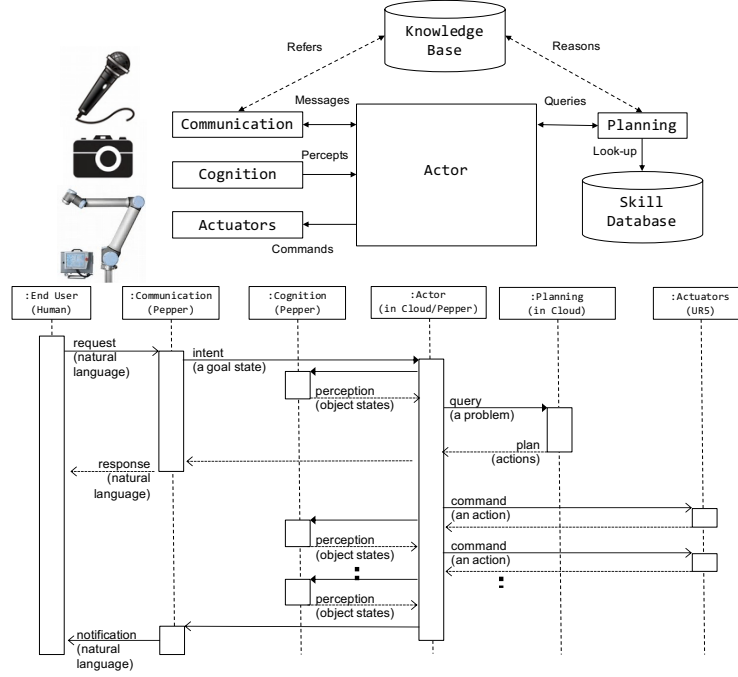 Knowledge
Base
Refers
Reasons
Messages
Queries
Communication
Planning
Percepts
Look-up
Cognition
Actor
Skill
Database
Actuators
Commands
:End User
(Human)
:Communication
(Pepper)
:Cognition
(Pepper)
:Actor
(in Cloud/Pepper)
:Planning
(in Cloud)
:Actuators
(UR5)
request
(natural
language)
intent
(a goal state)
perception
(object states)
query
(a problem)
plan
(actions)
response
(natural
language)
command
(an action)
perception
(object states)
command
(an action)
perception
(object states)
notification
(natural
language)